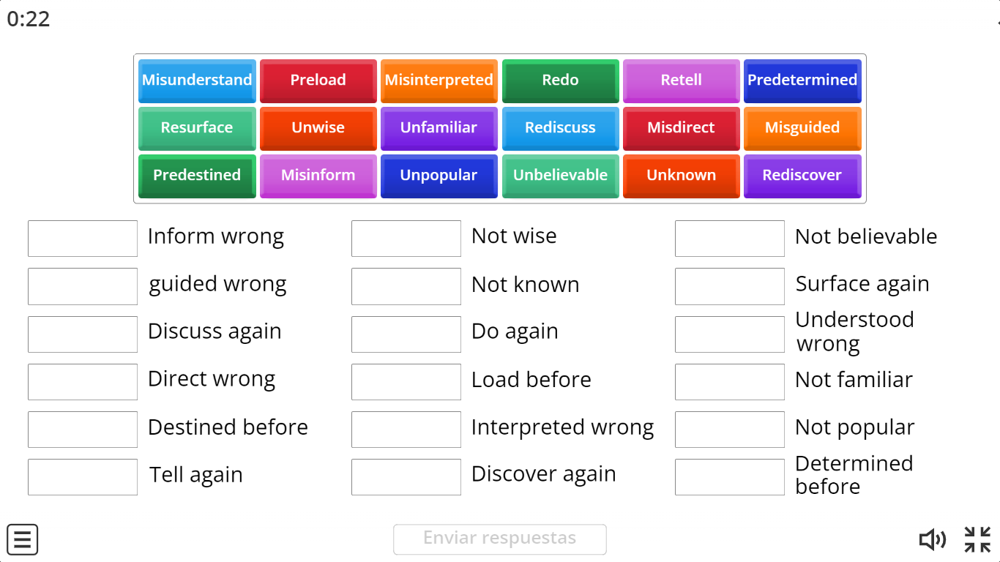 0:22
Misunderstand Preload Misinterpreted Redo Retell Predetermined
Resurface Unwise Unfamiliar Rediscuss Misdirect Misguided
Predestined Misinform Unpopular Unbelievable Unknown Rediscover
Inform wrong Not wise Not believable
guided wrong Not known Surface again
Discuss again Do again Understood
wrong
Direct wrong Load before Not familiar
Destined before Interpreted wrong Not popular
Tell again Discover again Determined
before
Enviar respuestas